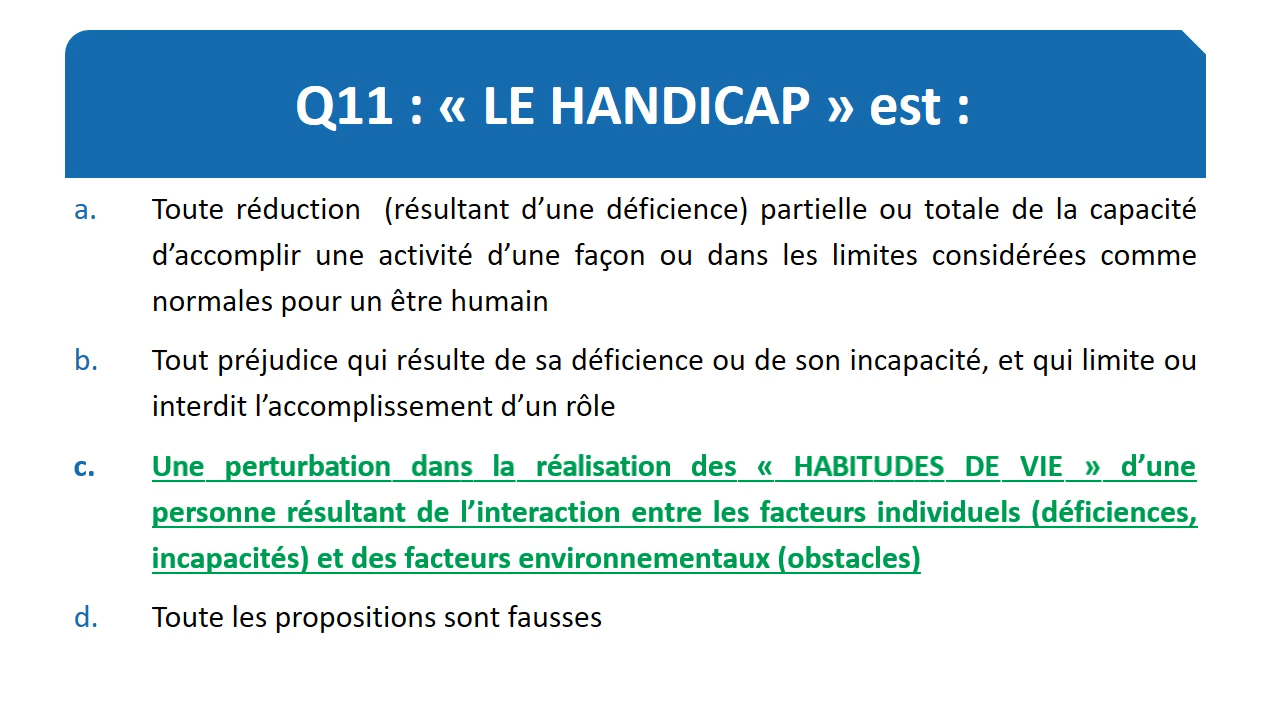 Q11 : « LE HANDICAP » est :
a. Toute réduction (résultant d’une déficience) partielle ou totale de la capacité
d’accomplir une activité d’une façon ou dans les limites considérées comme
normales pour un être humain
b. Tout préjudice qui résulte de sa déficience ou de son incapacité, et qui limite ou
interdit l’accomplissement d’un rôle
c. Une perturbation dans la réalisation des « HABITUDES DE VIE » d’une
personne résultant de l’interaction entre les facteurs individuels (déficiences,
incapacités) et des facteurs environnementaux (obstacles)
d. Toute les propositions sont fausses